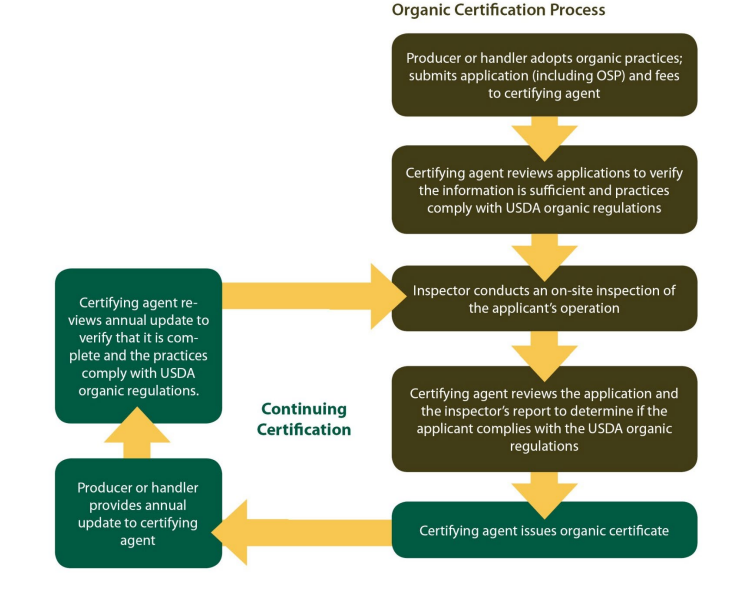 Organic Certification Process
Producer or handler adopts organic practices;
submits application (including OSP) and fees
to certifying agent
Certifying agent reviews applications to verify
the information is sufficient and practices
comply with USDA organic regulations
Inspector conducts an on-site inspection of
the applicant's operation
Certifying agent reviews the application and
the inspector's report to determine if the
applicant complies with the USDA organic
regulations
Certifying agent issues organic certificate
Continuing
Certification
Producer or handler
provides annual
update to certifying
agent
Certifying agent re-
views annual update to
verify that it is com-
plete and the practices
comply with USDA
organic regulations.